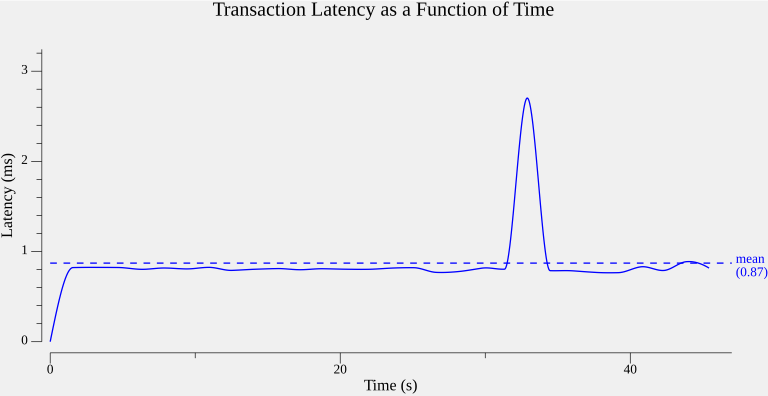 Transaction Latency as a Function of Time
3
2
1
0
Latency (ms)
mean
(0.87)
0
20
40
Time (s)